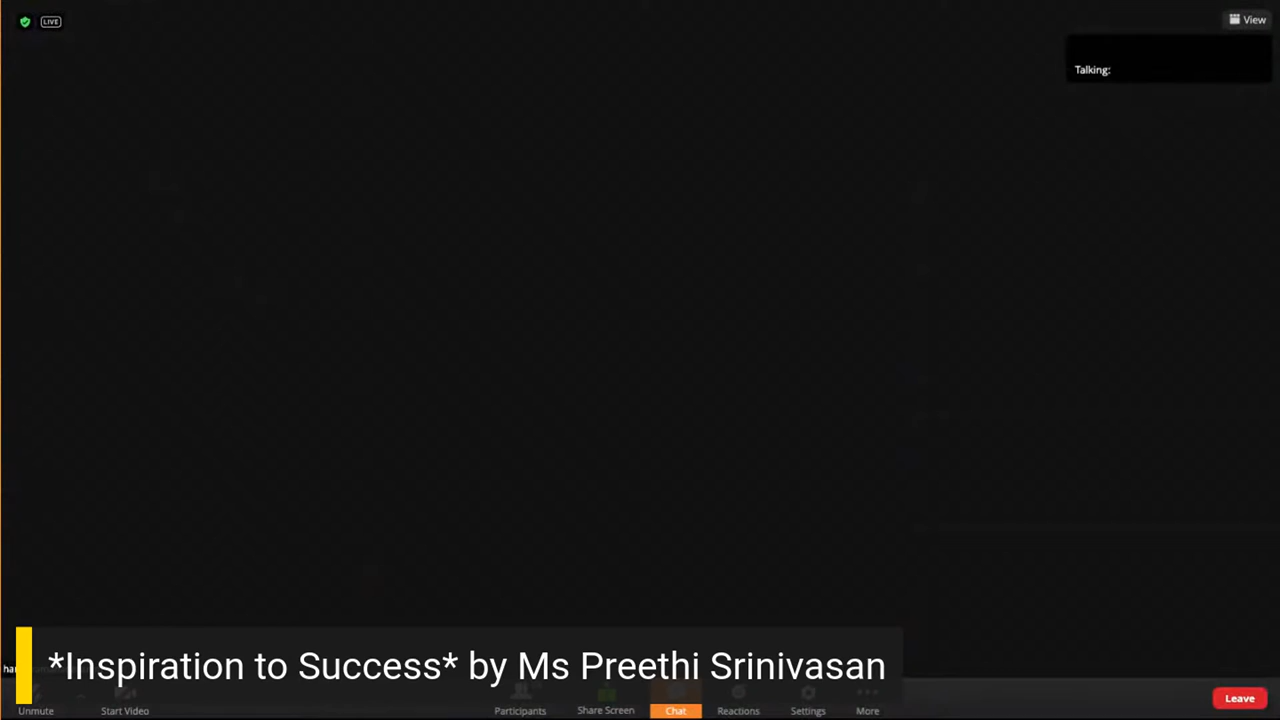 LIVE
View
Talking:
*Inspiration to Success* by Ms Preethi Srinivasan
Unmute
Start Video
Participants
Share Screen
Chat
Reactions
Settings
More
Leave